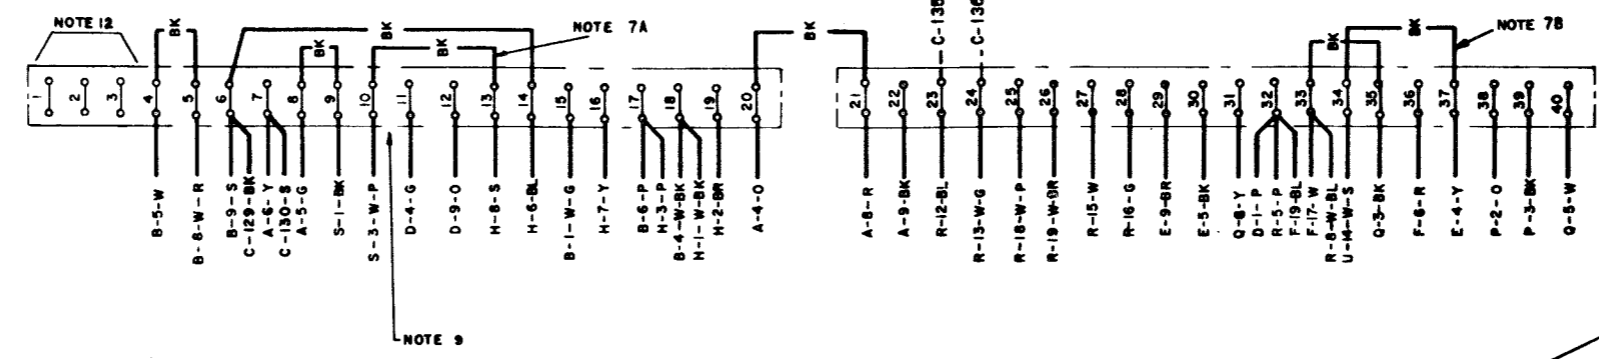 NOTE 12
BK
BK
BK
BK
NOTE 7A
BK
C-135
C-136
BK
BK
NOTE 7B
1
2
3
4
5
6
7
8
9
10
11
12
13
14
15
16
17
18
19
20
21
22
23
24
25
26
27
28
29
30
31
32
33
34
35
36
37
38
39
40
B-5-W
B-8-W-R
B-9-S
C-129-BK
A-6-Y
C-130-S
A-5-G
S-1-BK
S-3-W-P
D-4-G
D-9-O
H-8-S
H-6-BL
B-1-W-G
H-7-Y
B-6-P
H-3-P
B-4-W-BK
H-1-W-BK
H-2-BR
A-4-O
A-8-R
A-9-BK
R-12-BL
R-13-W-G
R-18-W-P
R-19-W-BR
R-15-W
R-16-G
E-9-BR
E-5-BK
Q-8-Y
D-1-P
R-5-P
F-19-BL
F-17-W
R-8-W-BL
U-14-W-S
Q-3-BK
F-6-R
E-4-Y
P-2-O
P-3-BK
Q-5-W
NOTE 9